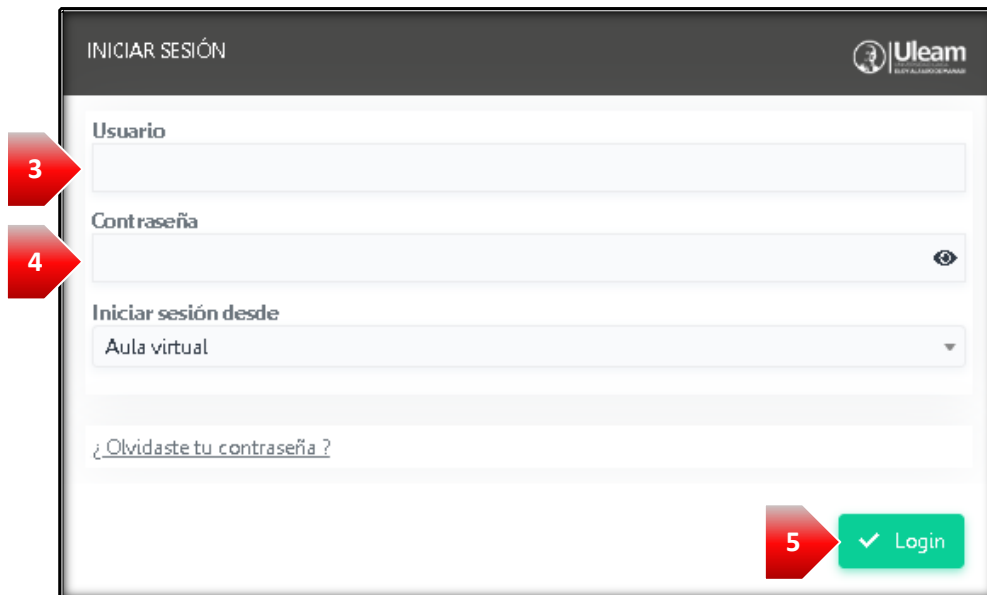 INICIAR SESIÓN
Uleam
Usuario
3
Contraseña
4
Iniciar sesión desde
Aula virtual
¿ Olvidaste tu contraseña ?
5
Login